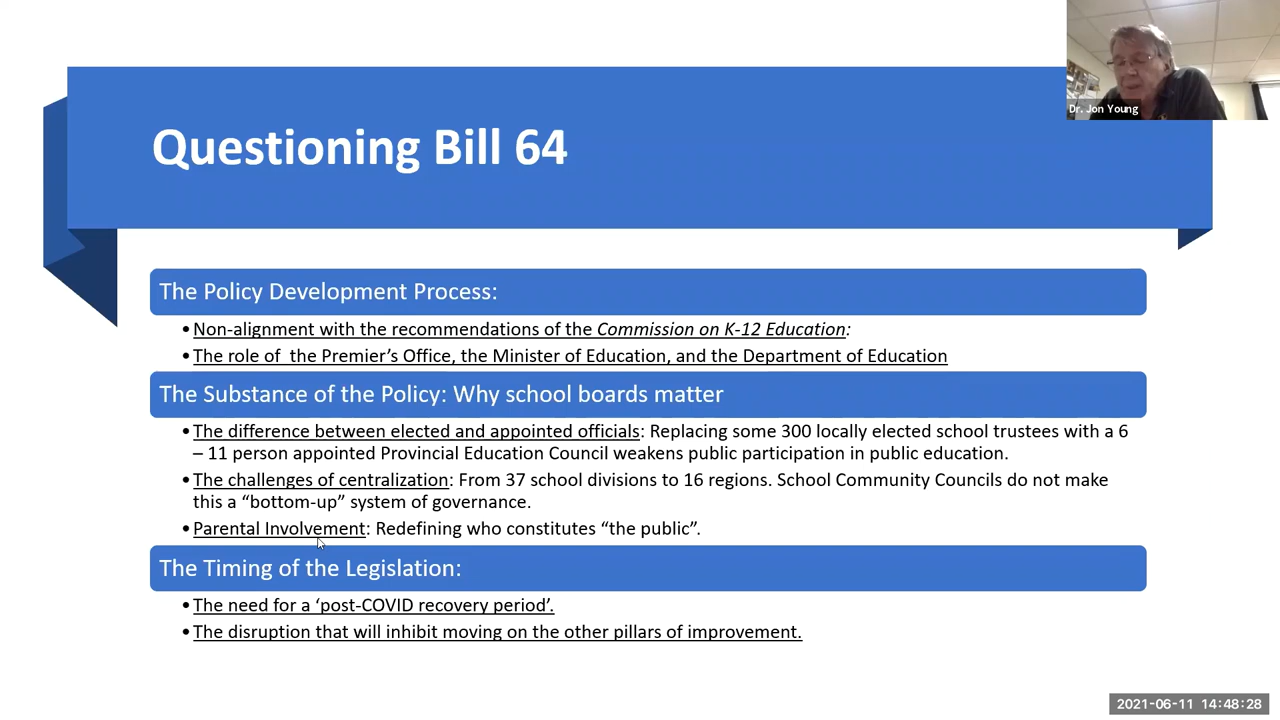 Dr. Jon Young
Questioning Bill 64
The Policy Development Process:
•Non-alignment with the recommendations of the Commission on K-12 Education:
•The role of  the Premier's Office, the Minister of Education, and the Department of Education
The Substance of the Policy: Why school boards matter
•The difference between elected and appointed officials: Replacing some 300 locally elected school trustees with a 6
– 11 person appointed Provincial Education Council weakens public participation in public education.
•The challenges of centralization: From 37 school divisions to 16 regions. School Community Councils do not make
this a “bottom-up” system of governance.
•Parental Involvement: Redefining who constitutes “the public”.
The Timing of the Legislation:
•The need for a ‘post-COVID recovery period’.
•The disruption that will inhibit moving on the other pillars of improvement.
2021-06-11 14:48:28